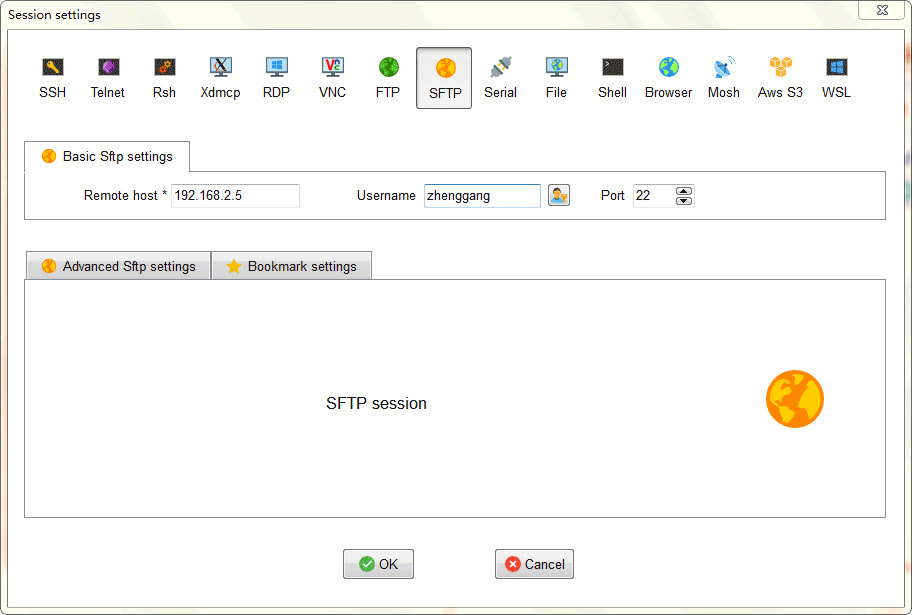 Session settings
SSH Telnet Rsh Xdmcp RDP VNC FTP SFTP Serial File Shell Browser Mosh Aws S3 WSL
Basic Sftp settings
Remote host * 192.168.2.5 Username zhenggang Port 22
Advanced Sftp settings Bookmark settings
SFTP session
OK Cancel